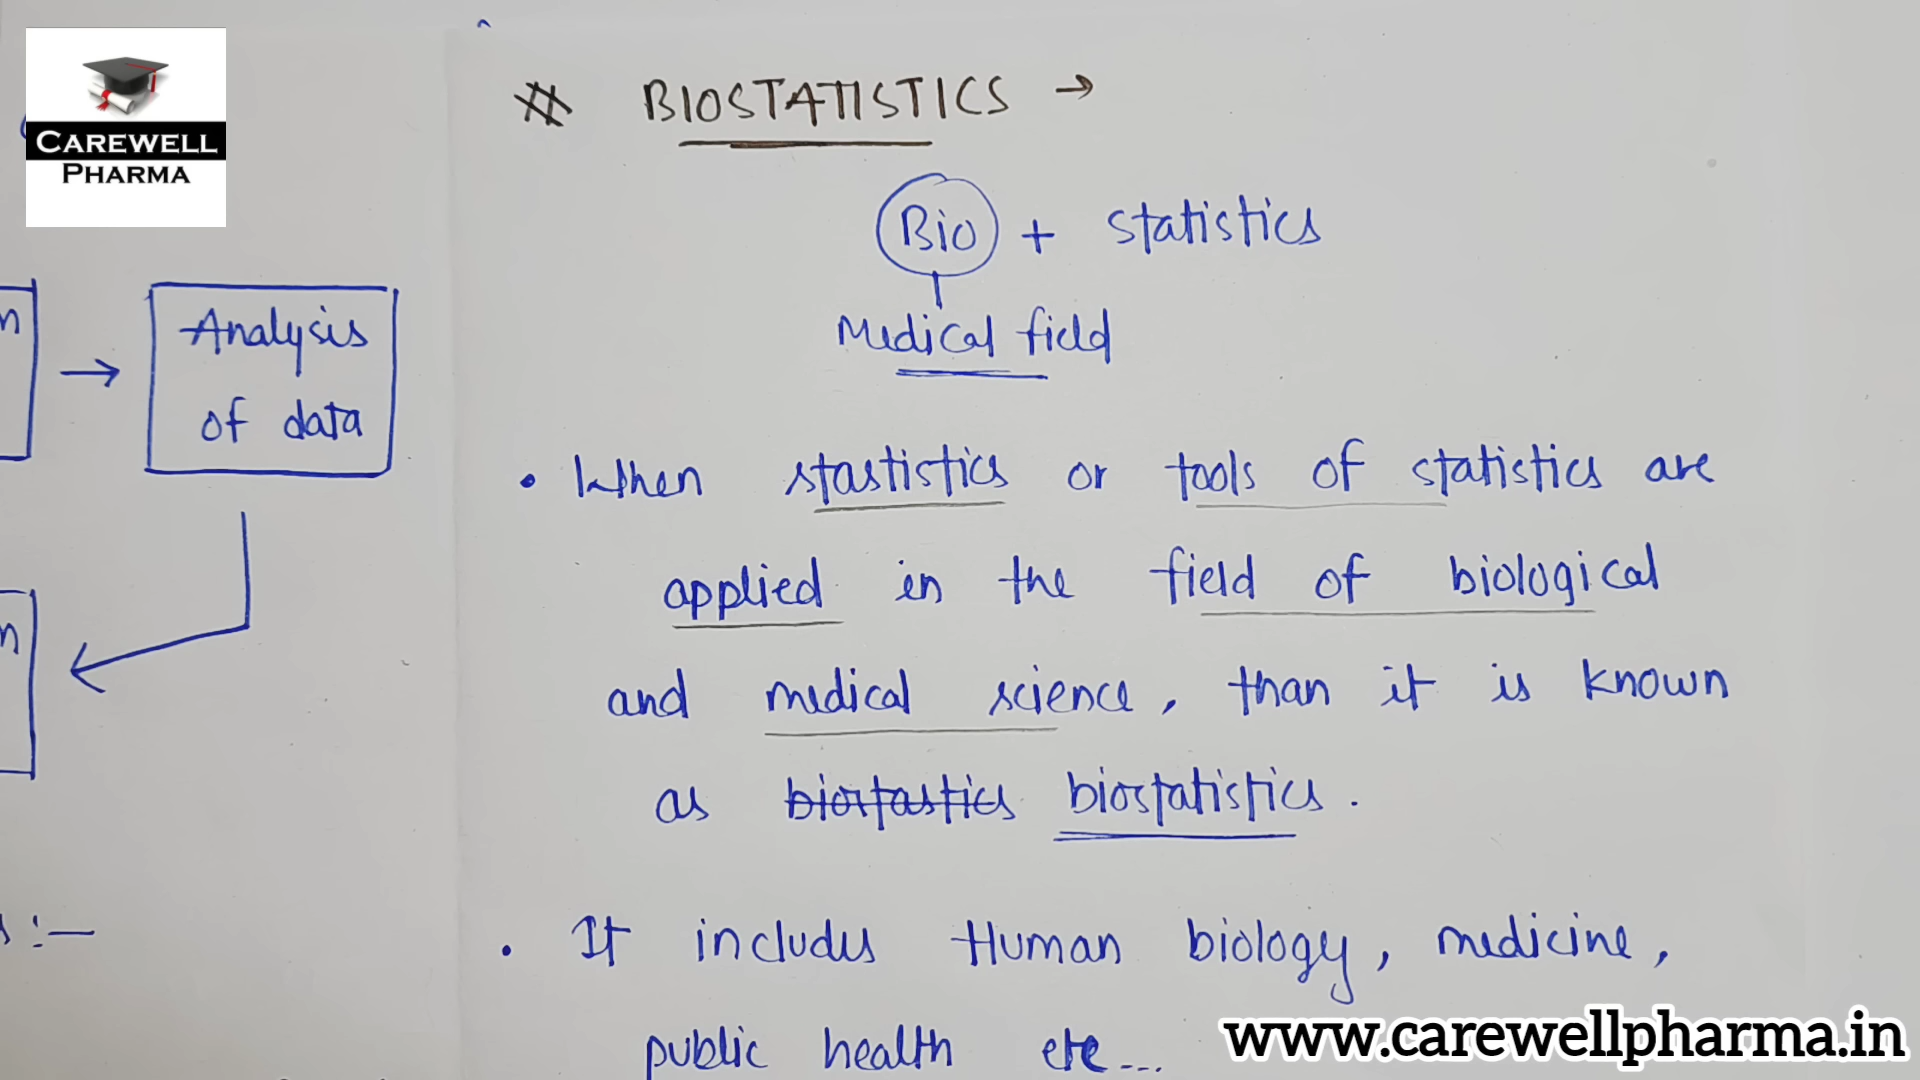 CAREWELL
PHARMA
n
→
Analysis
of data
n
:—
# BIOSTATISTICS →
Bio + statistics
Medical field
• When stastistics or tools of statistics are
applied in the field of biological
and medical science, than it is known
as biostastics biostatistics.
• It includes Human biology, medicine,
public health etc...
www.carewellpharma.in